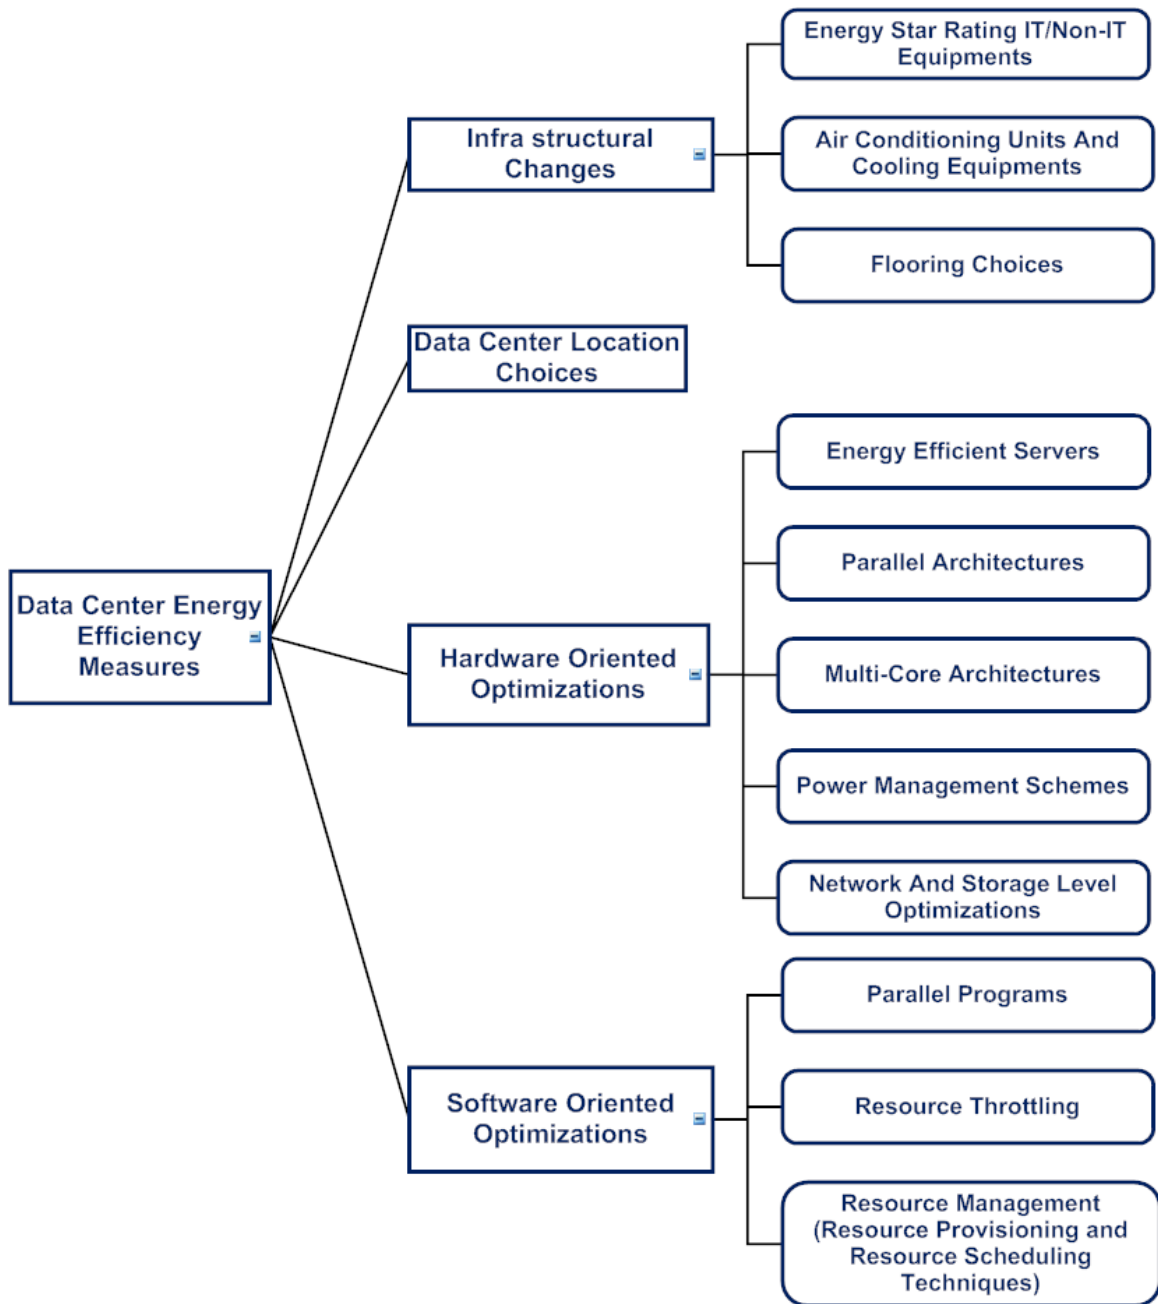 Energy Star Rating IT/Non-IT
Equipments
Infra structural
Changes
Air Conditioning Units And
Cooling Equipments
Flooring Choices
Data Center Location
Choices
Energy Efficient Servers
Parallel Architectures
Data Center Energy
Efficiency
Measures
Hardware Oriented
Optimizations
Multi-Core Architectures
Power Management Schemes
Network And Storage Level
Optimizations
Parallel Programs
Software Oriented
Optimizations
Resource Throttling
Resource Management
(Resource Provisioning and
Resource Scheduling
Techniques)